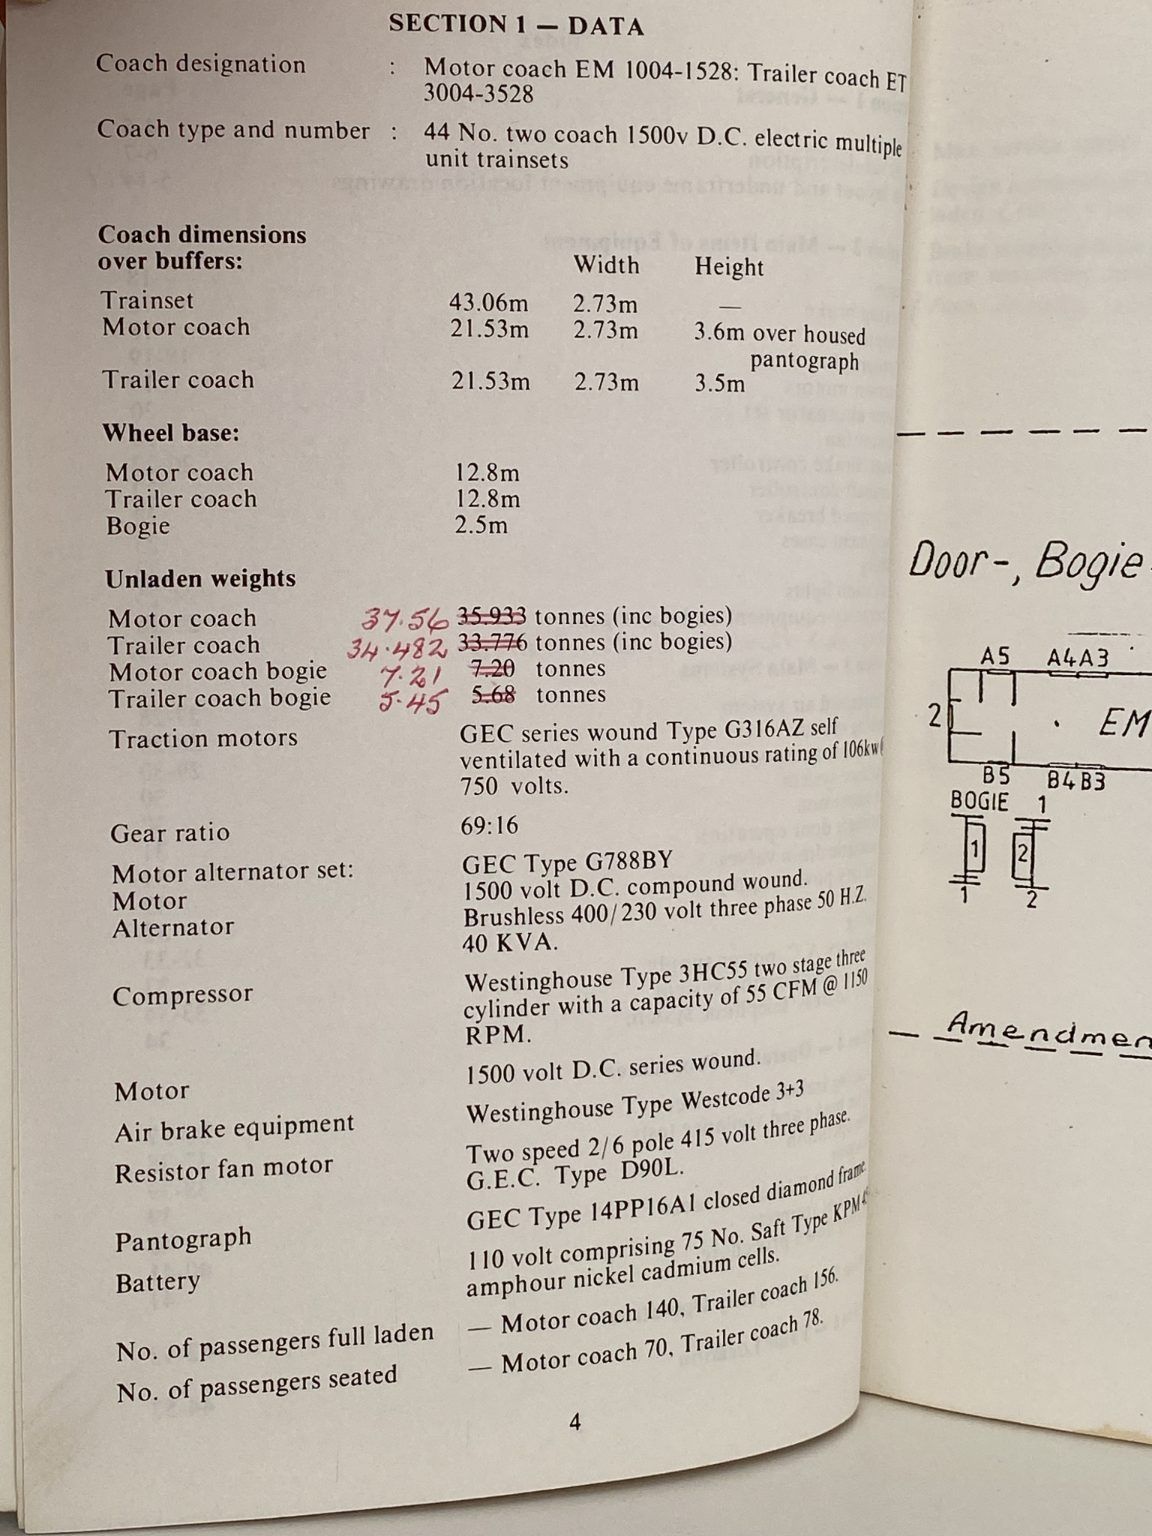 SECTION 1 — DATA
Coach designation : Motor coach EM 1004-1528: Trailer coach ET
3004-3528
Coach type and number : 44 No. two coach 1500v D.C. electric multiple
unit trainsets
Coach dimensions
over buffers: Width Height
Trainset 43.06m 2.73m —
Motor coach 21.53m 2.73m 3.6m over housed
pantograph
Trailer coach 21.53m 2.73m 3.5m
Wheel base:
Motor coach 12.8m
Trailer coach 12.8m
Bogie 2.5m
Unladen weights
Motor coach 37.56 35.933 tonnes (inc bogies)
Trailer coach 34.482 33.776 tonnes (inc bogies)
Motor coach bogie 7.21 7.20 tonnes
Trailer coach bogie 5.45 5.68 tonnes
Traction motors GEC series wound Type G316AZ self
ventilated with a continuous rating of 106kw
750 volts.
Gear ratio 69:16
Motor alternator set: GEC Type G788BY
Motor 1500 volt D.C. compound wound.
Alternator Brushless 400/230 volt three phase 50 H.Z.
40 KVA.
Compressor Westinghouse Type 3HC55 two stage three
cylinder with a capacity of 55 CFM @ 1150
RPM.
Motor 1500 volt D.C. series wound.
Air brake equipment Westinghouse Type Westcode 3+3
Resistor fan motor Two speed 2/6 pole 415 volt three phase.
G.E.C. Type D90L.
Pantograph GEC Type 14PP16A1 closed diamond frame
Battery 110 volt comprising 75 No. Saft Type KPM
amphour nickel cadmium cells.
No. of passengers full laden — Motor coach 140, Trailer coach 156.
No. of passengers seated — Motor coach 70, Trailer coach 78.
4
Door-, Bogie
A5 A4 A3
2 EM
B5 B4 B3
BOGIE 1
1 2
1 2
Amendmen